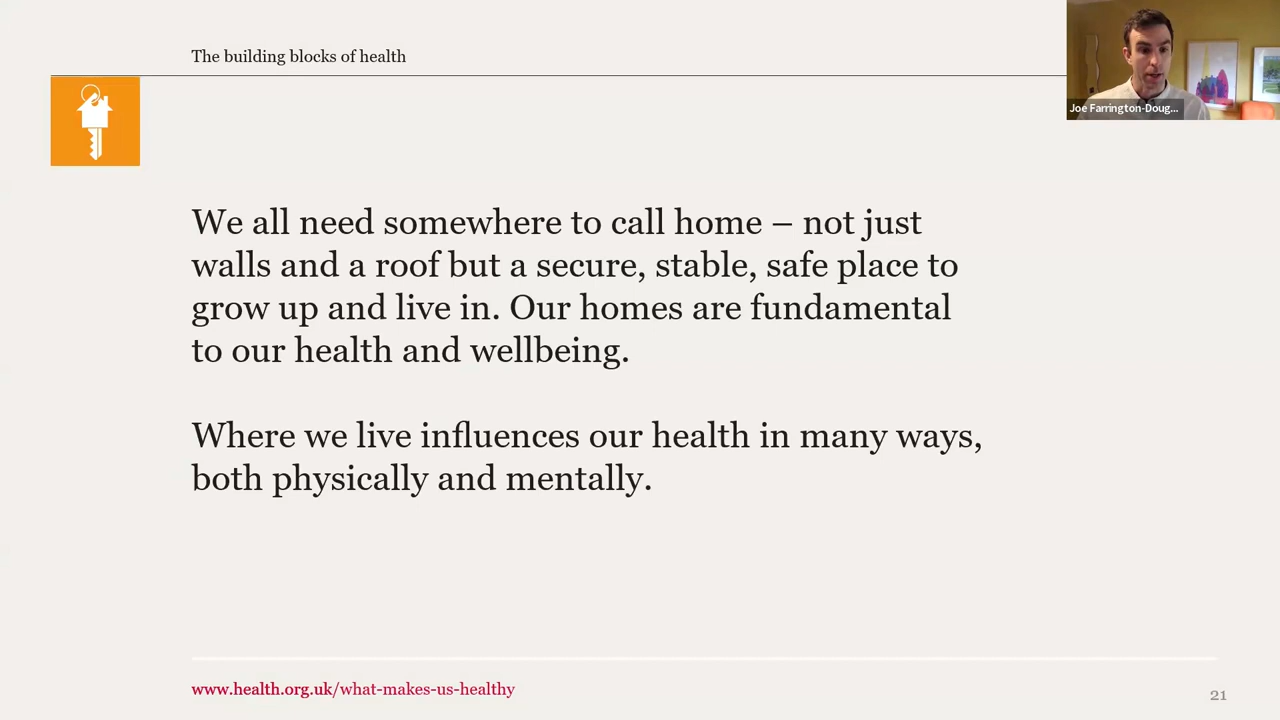 The building blocks of health
Joe Farrington-Doug...
We all need somewhere to call home – not just
walls and a roof but a secure, stable, safe place to
grow up and live in. Our homes are fundamental
to our health and wellbeing.
Where we live influences our health in many ways,
both physically and mentally.
www.health.org.uk/what-makes-us-healthy
21